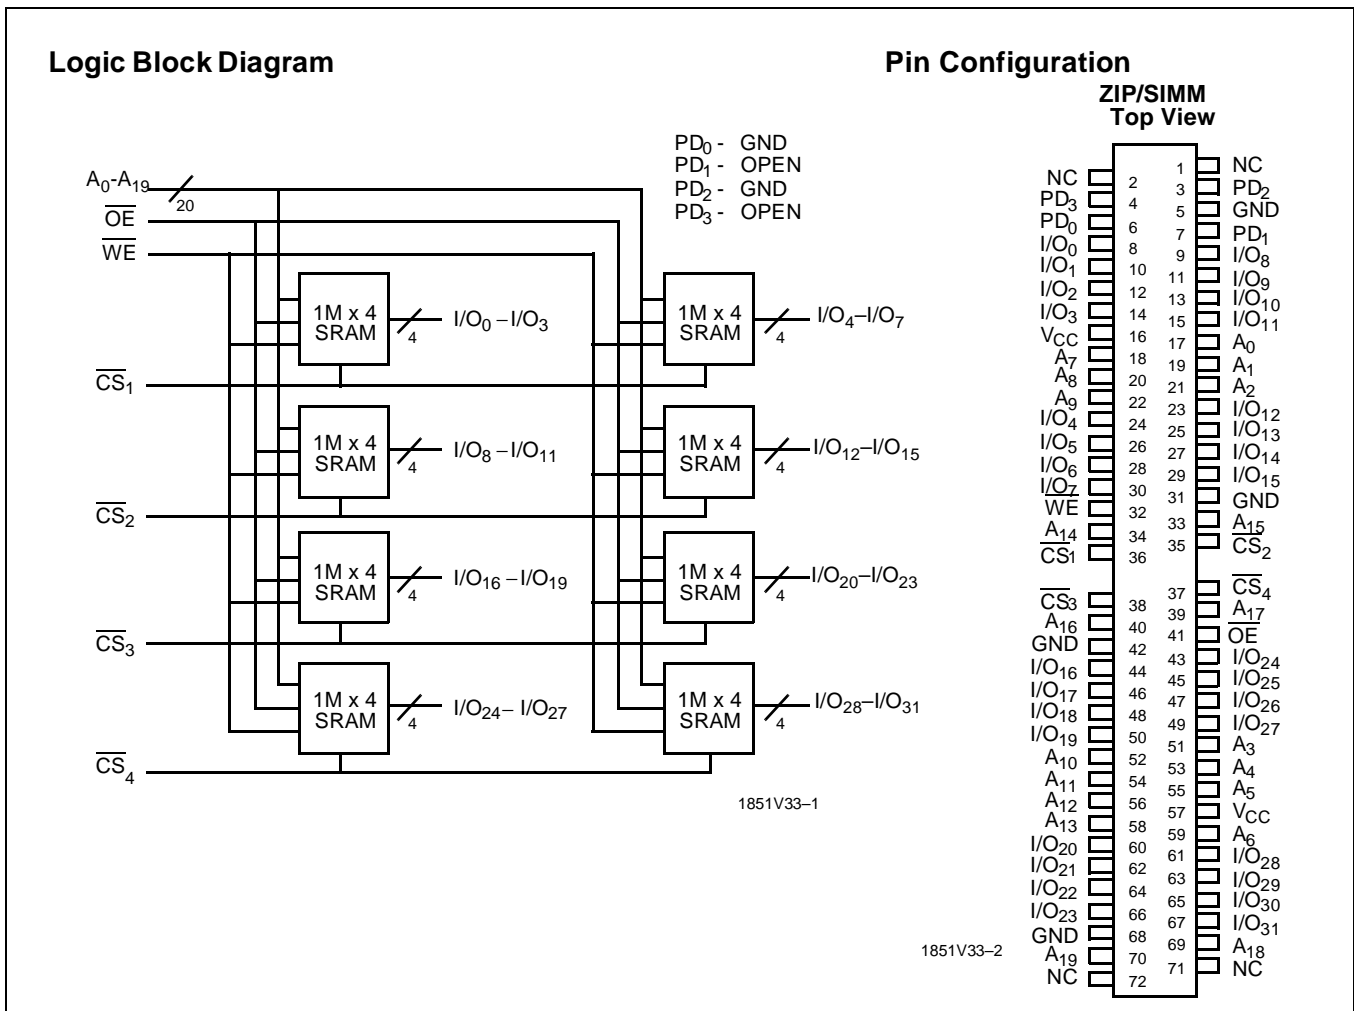 Logic Block Diagram
Pin Configuration
ZIP/SIMM
Top View
PD0 - GND
PD1 - OPEN
PD2 - GND
PD3 - OPEN
A0-A19
20
OE
WE
1M x 4
SRAM
4
I/O0 – I/O3
1M x 4
SRAM
4
I/O4–I/O7
CS1
1M x 4
SRAM
4
I/O8 – I/O11
1M x 4
SRAM
4
I/O12–I/O15
CS2
1M x 4
SRAM
4
I/O16 – I/O19
1M x 4
SRAM
4
I/O20–I/O23
CS3
1M x 4
SRAM
4
I/O24– I/O27
1M x 4
SRAM
4
I/O28–I/O31
CS4
1851V33–1
1 NC
NC 2
3 PD2
PD3 4
5 GND
PD0 6
7 PD1
I/O0 8
9 I/O8
I/O1 10
11 I/O9
I/O2 12
13 I/O10
I/O3 14
15 I/O11
VCC 16
17 A0
A7 18
19 A1
A8 20
21 A2
A9 22
23 I/O12
I/O4 24
25 I/O13
I/O5 26
27 I/O14
I/O6 28
29 I/O15
I/O7 30
31 GND
WE 32
33 A15
A14 34
35 CS2
CS1 36
37 CS4
CS3 38
39 A17
A16 40
41 OE
GND 42
43 I/O24
I/O16 44
45 I/O25
I/O17 46
47 I/O26
I/O18 48
49 I/O27
I/O19 50
51 A3
A10 52
53 A4
A11 54
55 A5
A12 56
57 VCC
A13 58
59 A6
I/O20 60
61 I/O28
I/O21 62
63 I/O29
I/O22 64
65 I/O30
I/O23 66
67 I/O31
GND 68
69 A18
A19 70
71 NC
NC 72
1851V33–2